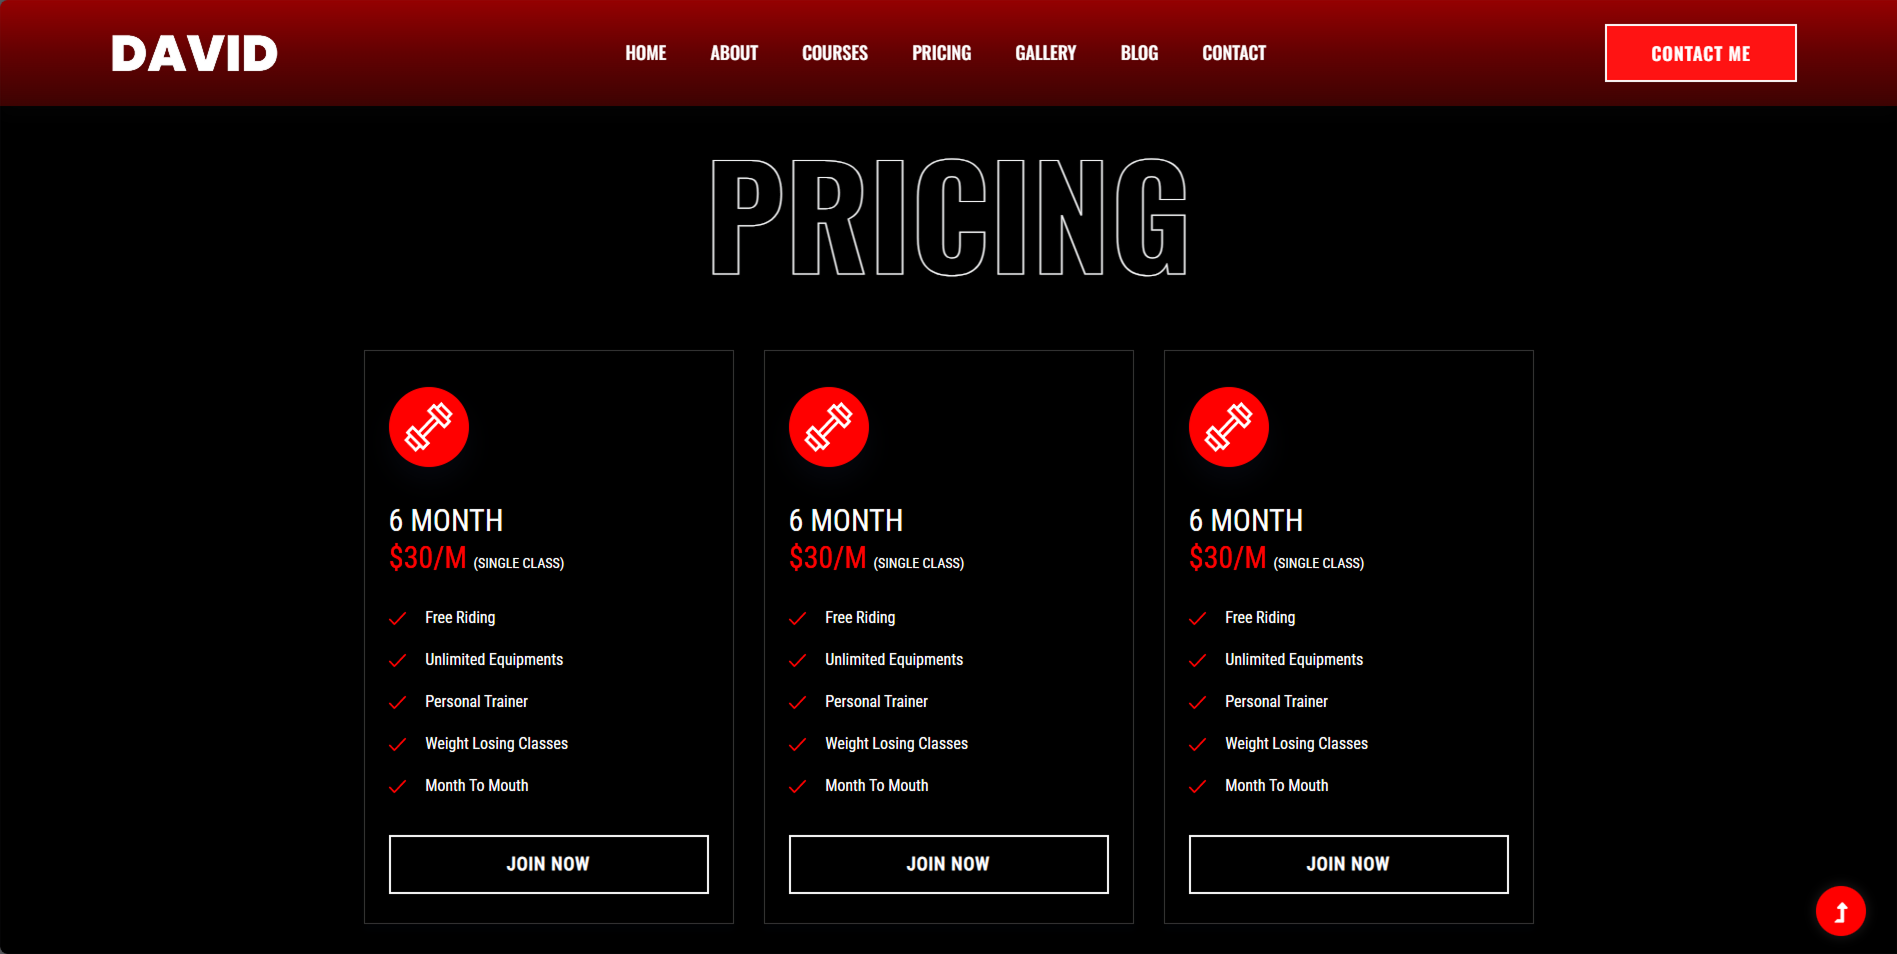 DAVID
HOME ABOUT COURSES PRICING GALLERY BLOG CONTACT
CONTACT ME
PRICING
6 MONTH
$30/M (SINGLE CLASS)
Free Riding
Unlimited Equipments
Personal Trainer
Weight Losing Classes
Month To Mouth
JOIN NOW
6 MONTH
$30/M (SINGLE CLASS)
Free Riding
Unlimited Equipments
Personal Trainer
Weight Losing Classes
Month To Mouth
JOIN NOW
6 MONTH
$30/M (SINGLE CLASS)
Free Riding
Unlimited Equipments
Personal Trainer
Weight Losing Classes
Month To Mouth
JOIN NOW